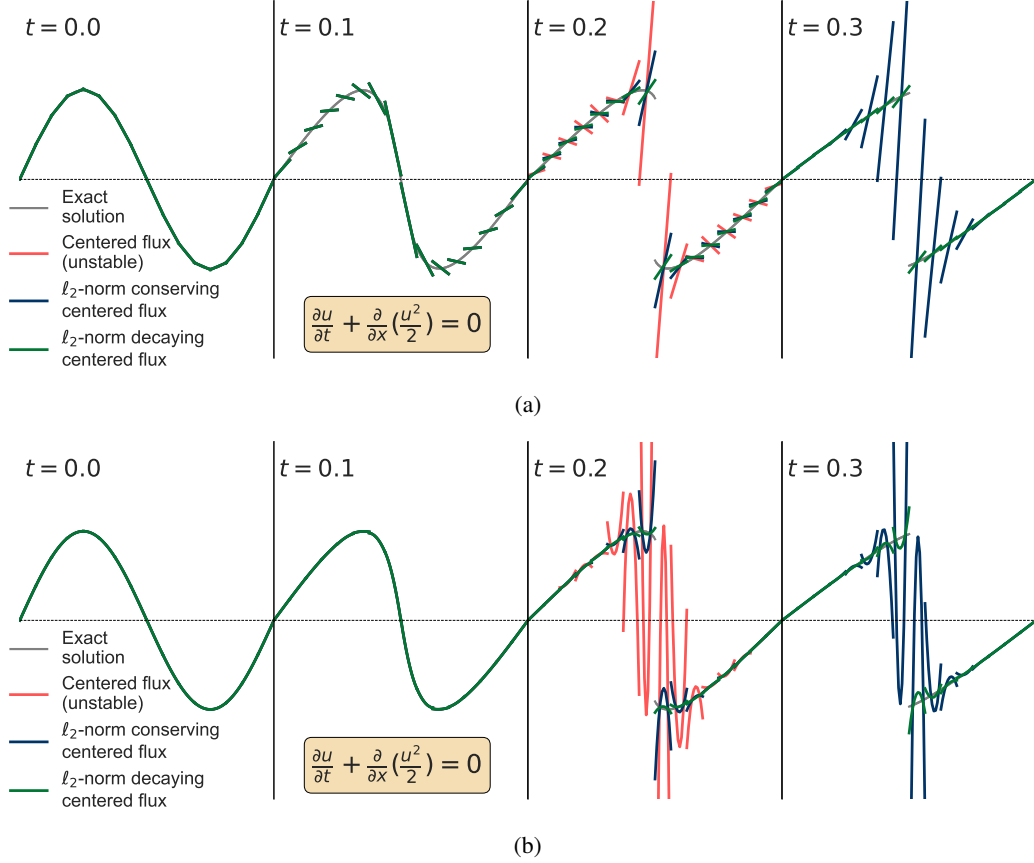 t = 0.0
t = 0.1
t = 0.2
t = 0.3
Exact
solution
Centered flux
(unstable)
ℓ₂-norm conserving
centered flux
ℓ₂-norm decaying
centered flux
∂u/∂t + ∂/∂x(u²/2) = 0
(a)
t = 0.0
t = 0.1
t = 0.2
t = 0.3
Exact
solution
Centered flux
(unstable)
ℓ₂-norm conserving
centered flux
ℓ₂-norm decaying
centered flux
∂u/∂t + ∂/∂x(u²/2) = 0
(b)